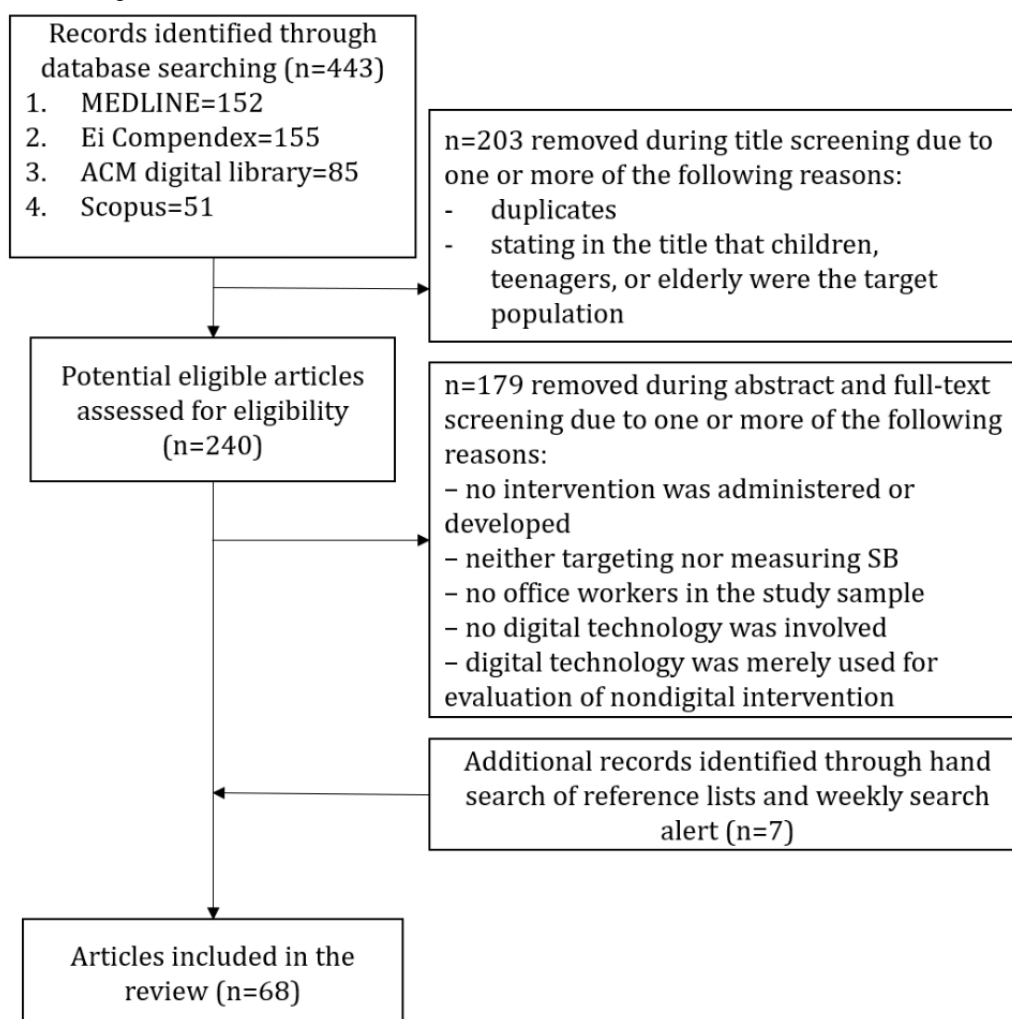 Records identified through
database searching (n=443)
1. MEDLINE=152
2. Ei Compendex=155
3. ACM digital library=85
4. Scopus=51
n=203 removed during title screening due to
one or more of the following reasons:
- duplicates
- stating in the title that children,
teenagers, or elderly were the target
population
Potential eligible articles
assessed for eligibility
(n=240)
n=179 removed during abstract and full-text
screening due to one or more of the following
reasons:
– no intervention was administered or
developed
– neither targeting nor measuring SB
– no office workers in the study sample
– no digital technology was involved
– digital technology was merely used for
evaluation of nondigital intervention
Additional records identified through hand
search of reference lists and weekly search
alert (n=7)
Articles included in the
review (n=68)